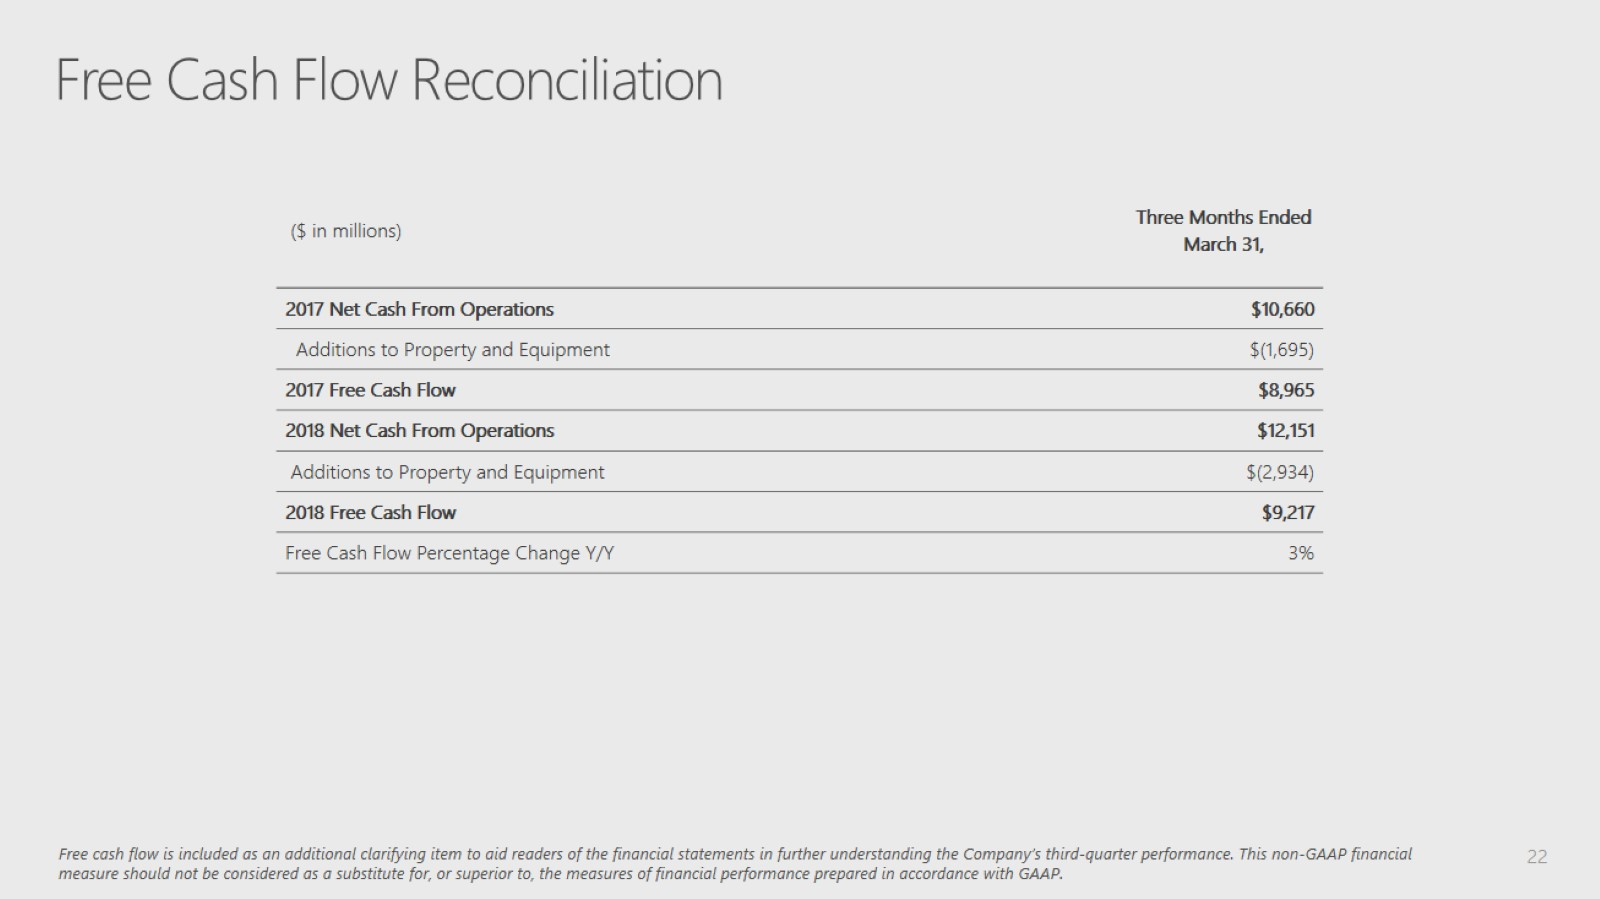 Free Cash Flow Reconciliation
($ in millions)
Three Months Ended
March 31,
2017 Net Cash From Operations $10,660
Additions to Property and Equipment $(1,695)
2017 Free Cash Flow $8,965
2018 Net Cash From Operations $12,151
Additions to Property and Equipment $(2,934)
2018 Free Cash Flow $9,217
Free Cash Flow Percentage Change Y/Y 3%
Free cash flow is included as an additional clarifying item to aid readers of the financial statements in further understanding the Company's third-quarter performance. This non-GAAP financial
measure should not be considered as a substitute for, or superior to, the measures of financial performance prepared in accordance with GAAP.
22